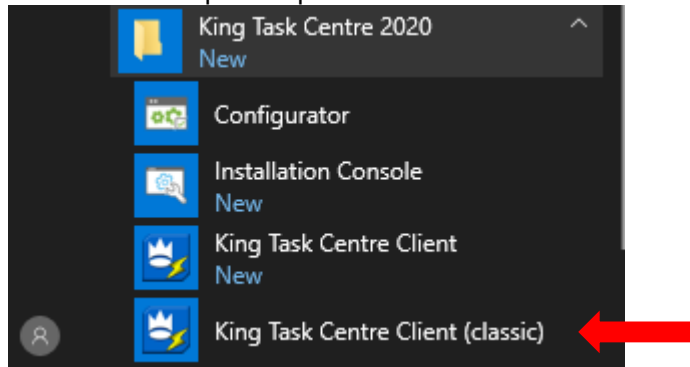 King Task Centre 2020
New
Configurator
Installation Console
New
King Task Centre Client
New
King Task Centre Client (classic)